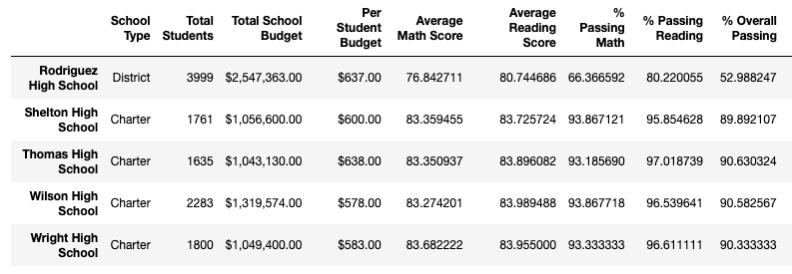 School Type Total Students Total School Budget Per Student Budget Average Math Score Average Reading Score % Passing Math % Passing Reading % Overall Passing
Rodriguez High School District 3999 $2,547,363.00 $637.00 76.842711 80.744686 66.366592 80.220055 52.988247
Shelton High School Charter 1761 $1,056,600.00 $600.00 83.359455 83.725724 93.867121 95.854628 89.892107
Thomas High School Charter 1635 $1,043,130.00 $638.00 83.350937 83.896082 93.185690 97.018739 90.630324
Wilson High School Charter 2283 $1,319,574.00 $578.00 83.274201 83.989488 93.867718 96.539641 90.582567
Wright High School Charter 1800 $1,049,400.00 $583.00 83.682222 83.955000 93.333333 96.611111 90.333333